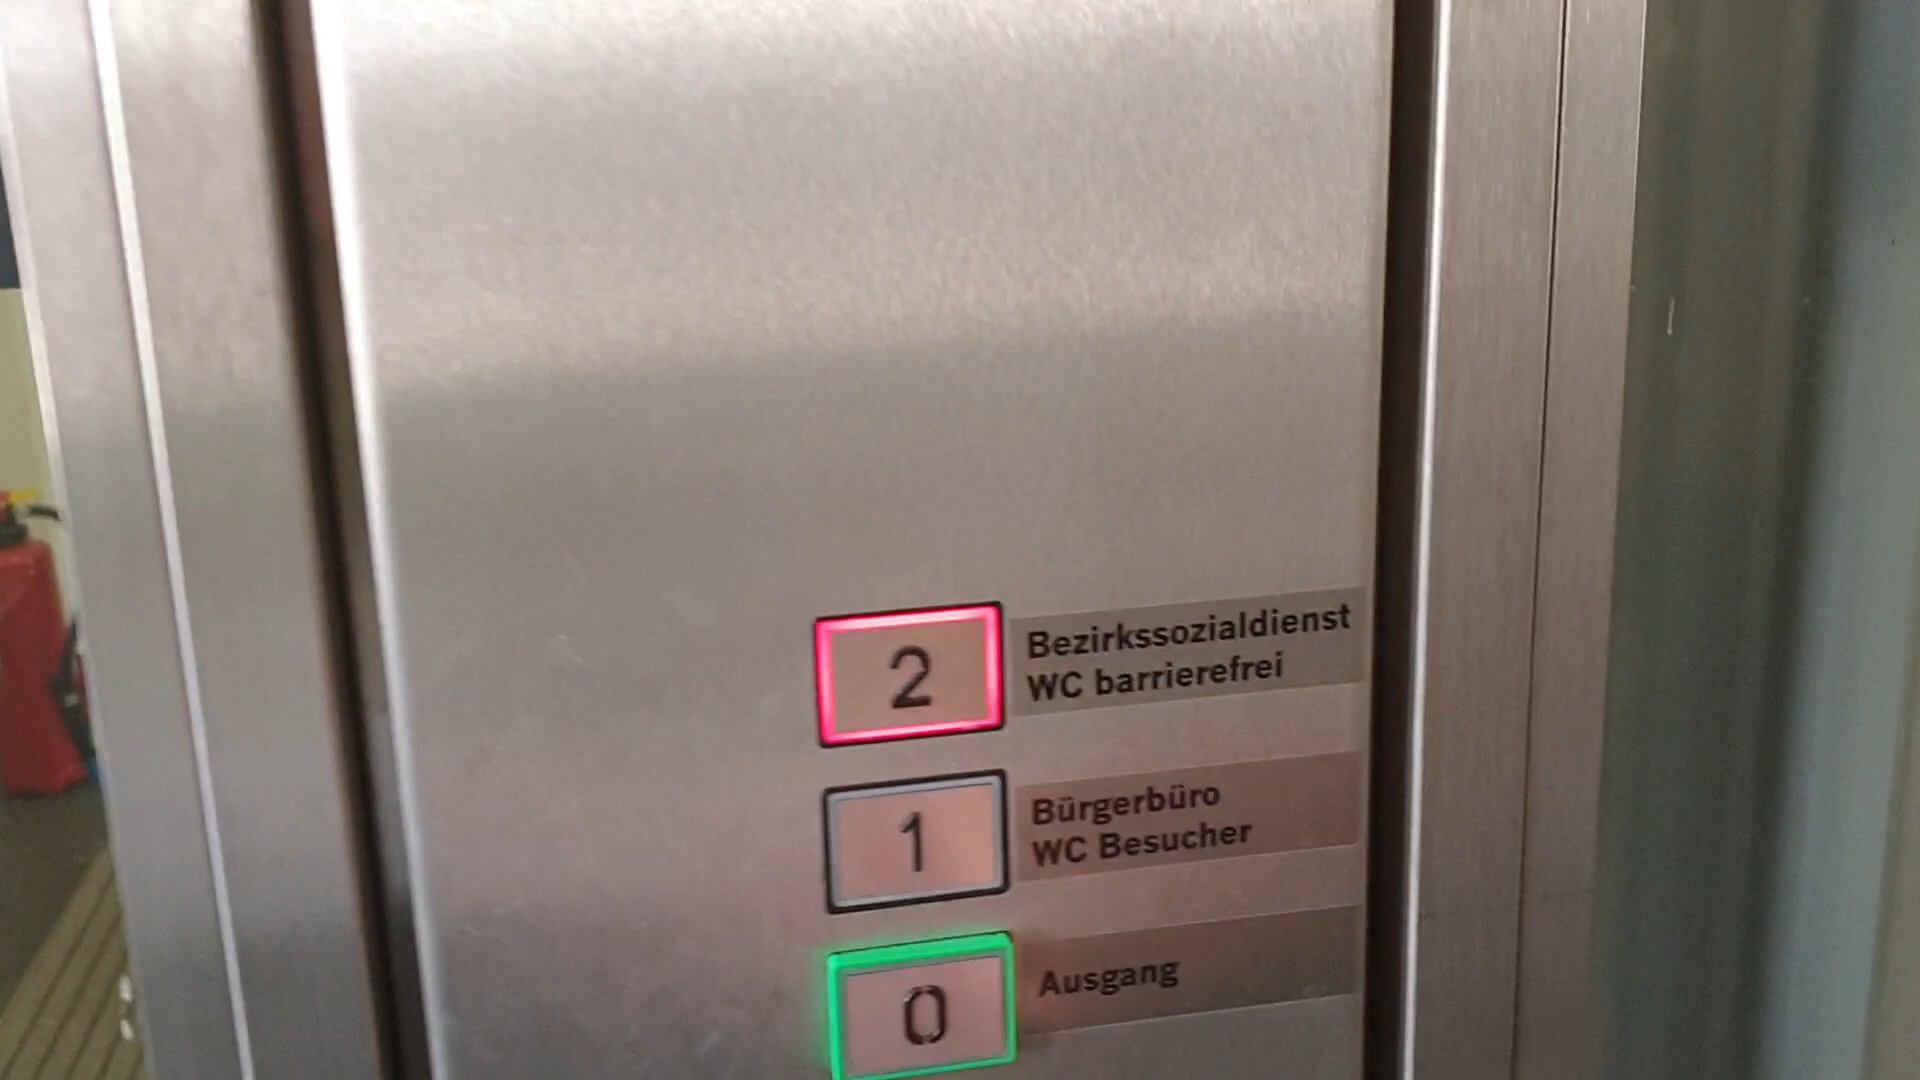 2 Bezirkssozialdienst
WC barrierefrei
1 Bürgerbüro
WC Besucher
0 Ausgang